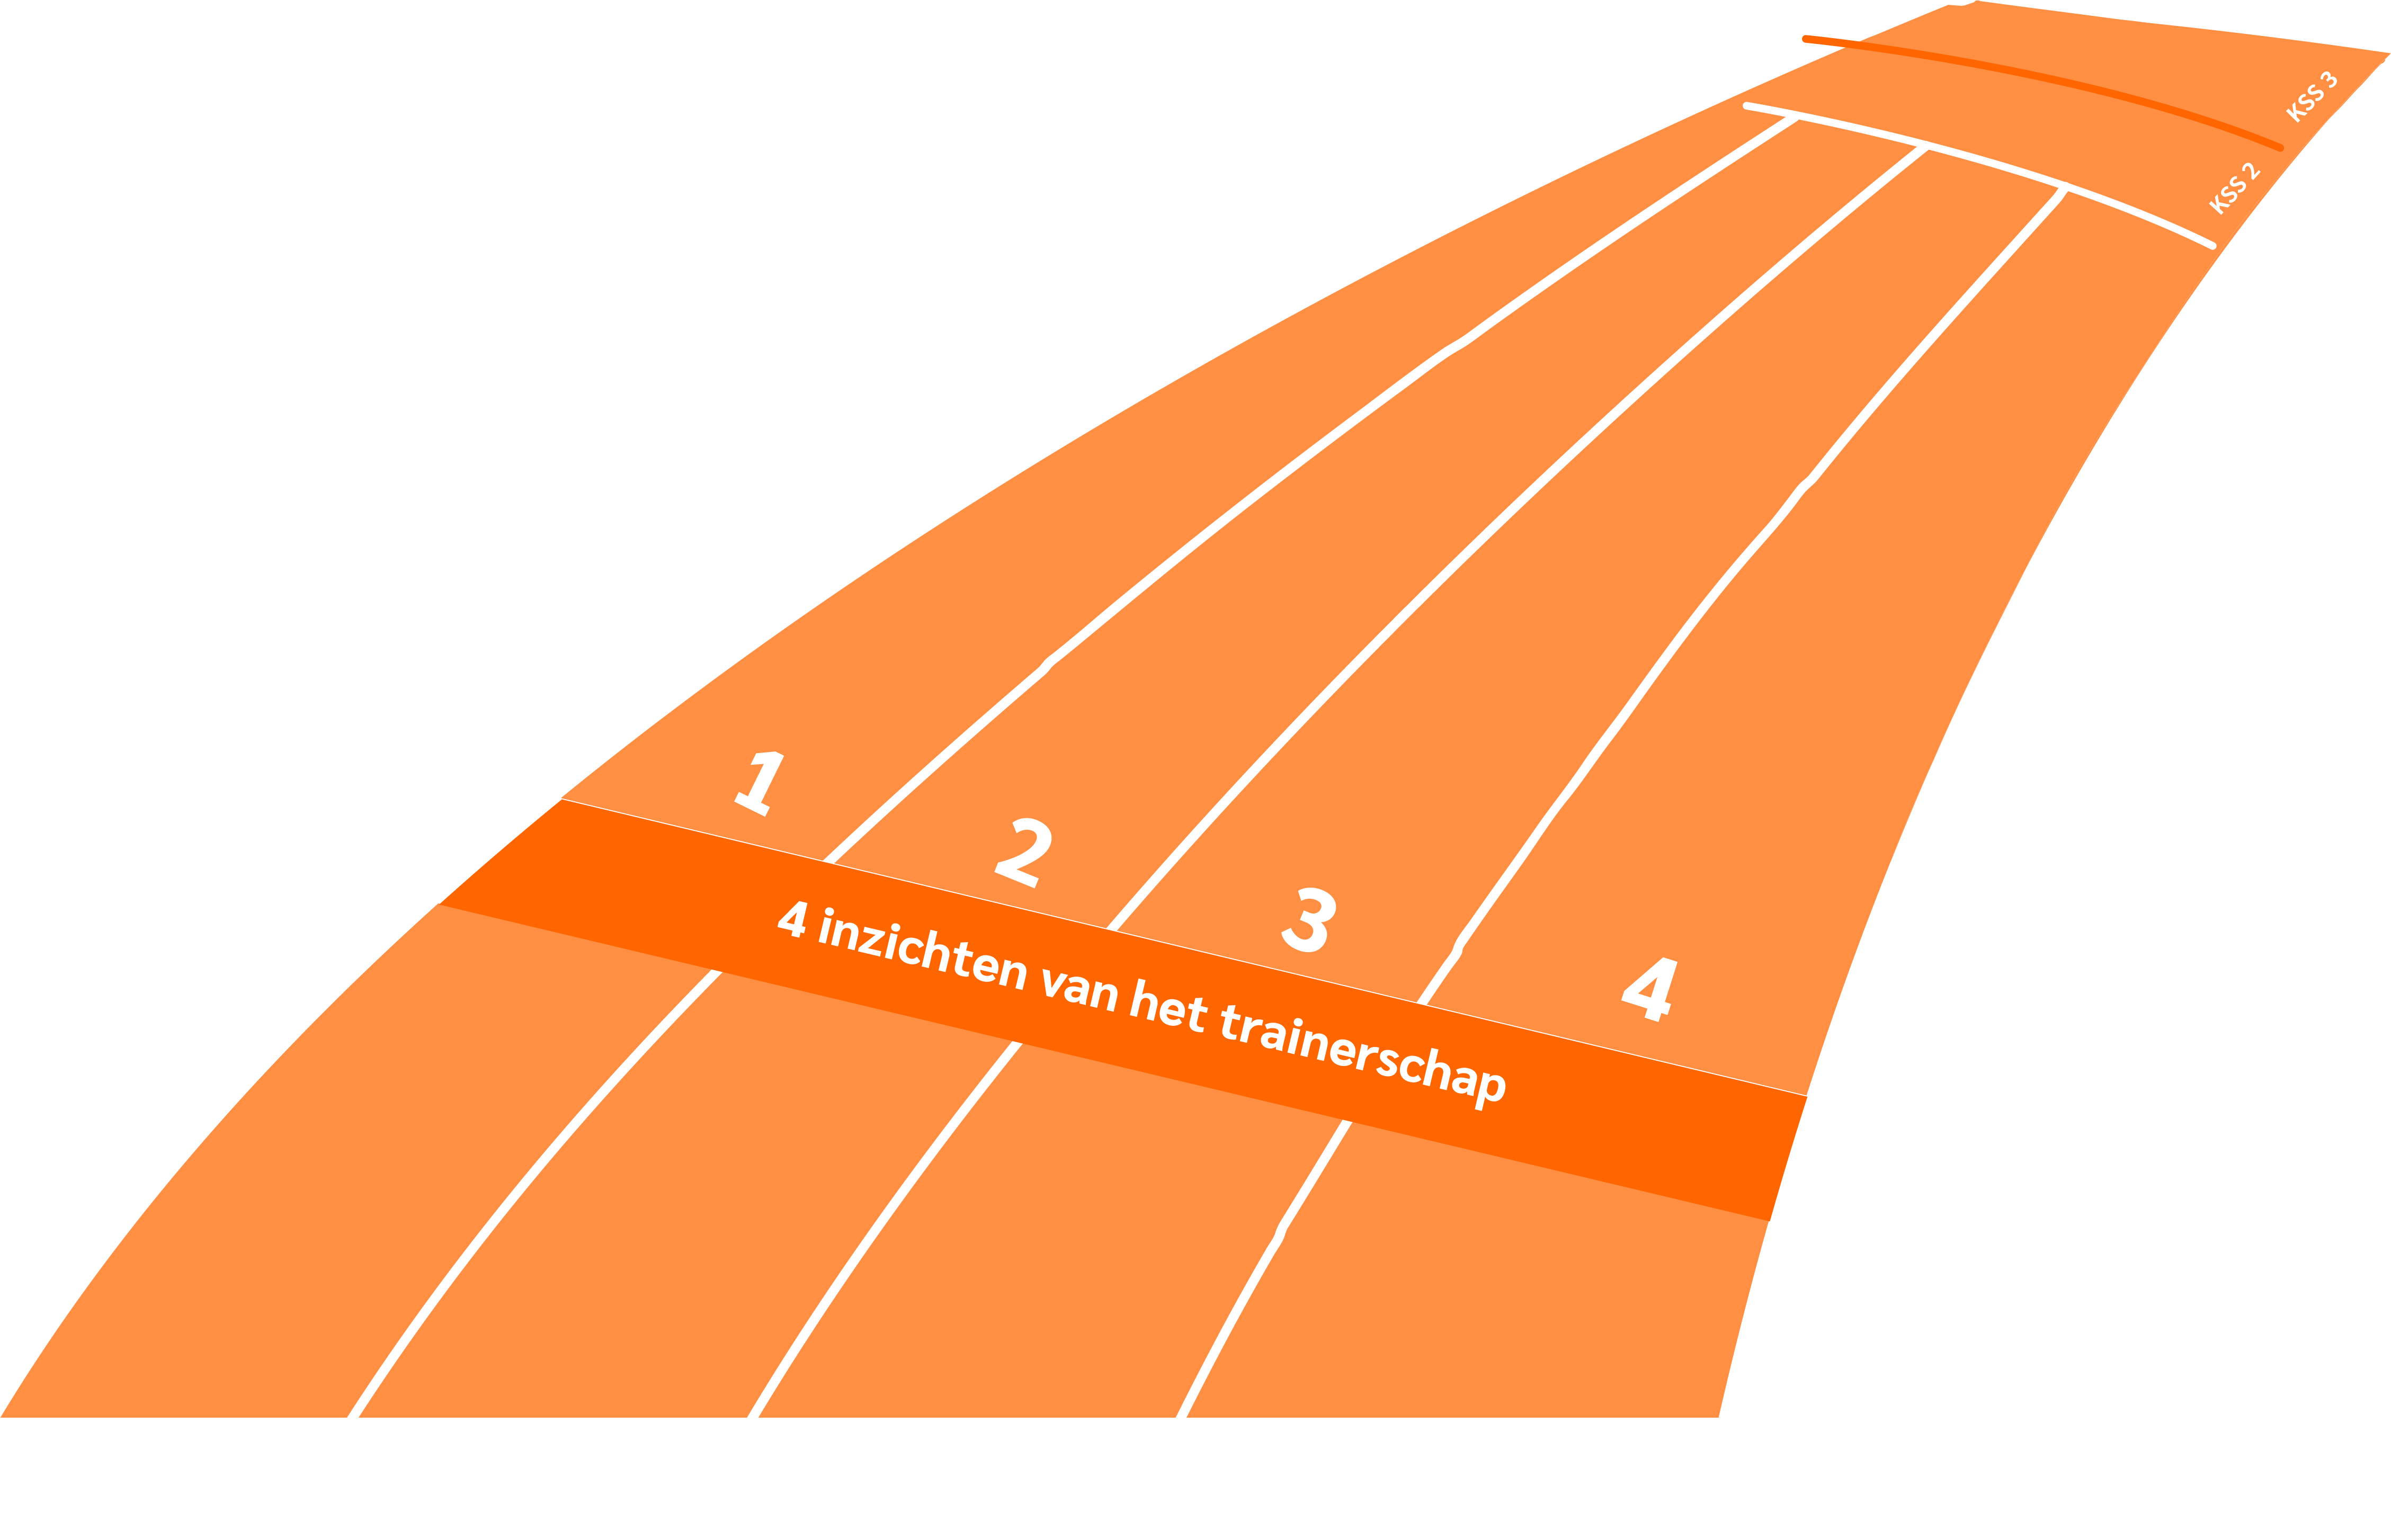 KSS 3
KSS 2
1
2
3
4
4 inzichten van het trainerschap